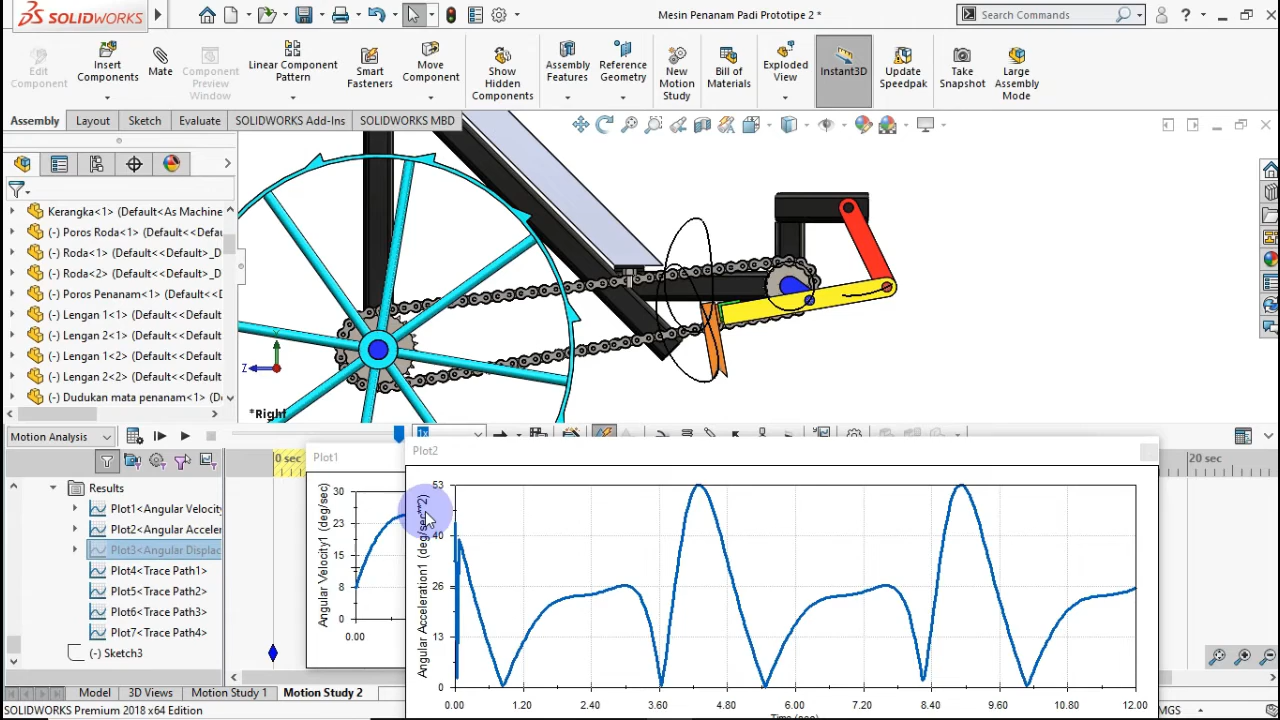 SOLIDWORKS
Mesin Penanam Padi Prototipe 2 *
Search Commands
Edit Component
Insert Components
Mate
Component Preview Window
Linear Component Pattern
Smart Fasteners
Move Component
Show Hidden Components
Assembly Features
Reference Geometry
New Motion Study
Bill of Materials
Exploded View
Instant3D
Update Speedpak
Take Snapshot
Large Assembly Mode
Assembly
Layout
Sketch
Evaluate
SOLIDWORKS Add-Ins
SOLIDWORKS MBD
Kerangka<1> (Default<As Machine
(-) Poros Roda<1> (Default<<Defaul
(-) Roda<1> (Default<<Default>_D
(-) Roda<2> (Default<<Default>_D
(-) Poros Penanam<1> (Default<<D
(-) Lengan 1<1> (Default<<Default
(-) Lengan 2<1> (Default<<Default
(-) Lengan 1<2> (Default<<Default
(-) Lengan 2<2> (Default<<Default
(-) Dudukan mata penanam<1> (D
Z
*Right
Motion Analysis
1x
0 sec
20 sec
Results
Plot1<Angular Velocity
Plot2<Angular Acceler
Plot3<Angular Displac
Plot4<Trace Path1>
Plot5<Trace Path2>
Plot6<Trace Path3>
Plot7<Trace Path4>
(-) Sketch3
Plot1
Angular Velocity1 (deg/sec)
30
23
15
8
0
0.00
Plot2
Angular Acceleration1 (deg/sec^2)
53
40
26
13
0
0.00 1.20 2.40 3.60 4.80 6.00 7.20 8.40 9.60 10.80 12.00
Time (sec)
Model
3D Views
Motion Study 1
Motion Study 2
SOLIDWORKS Premium 2018 x64 Edition
MGS